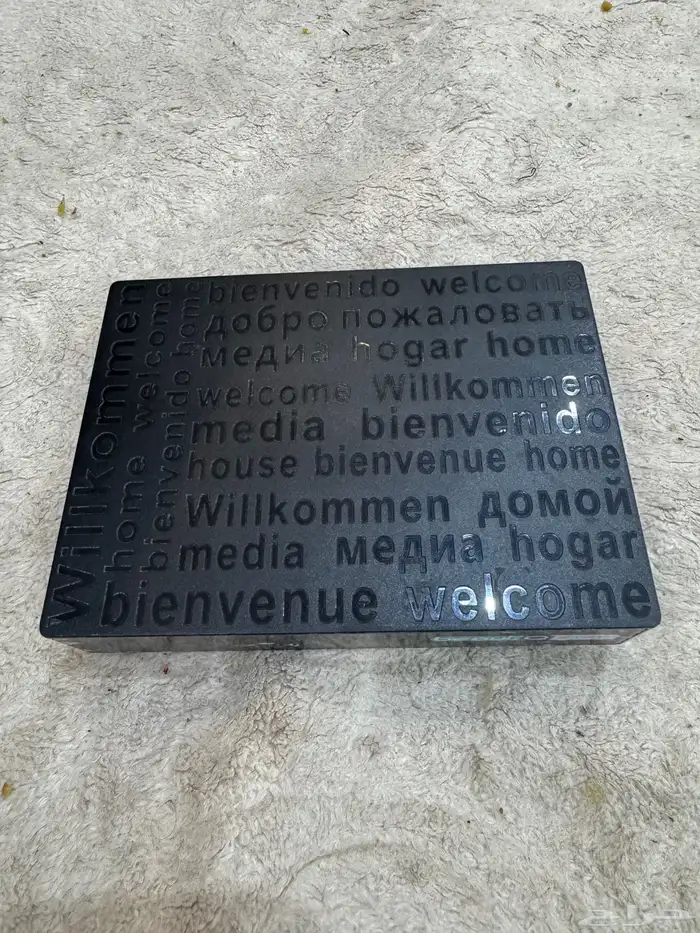 bienvenido welcome
добро пожаловать
медиа hogar home
welcome Willkommen
media bienvenido
house bienvenue home
Willkommen домой
media медиа hogar
bienvenue welcome
Willkommen
home welcome
bienvenido home
حراج